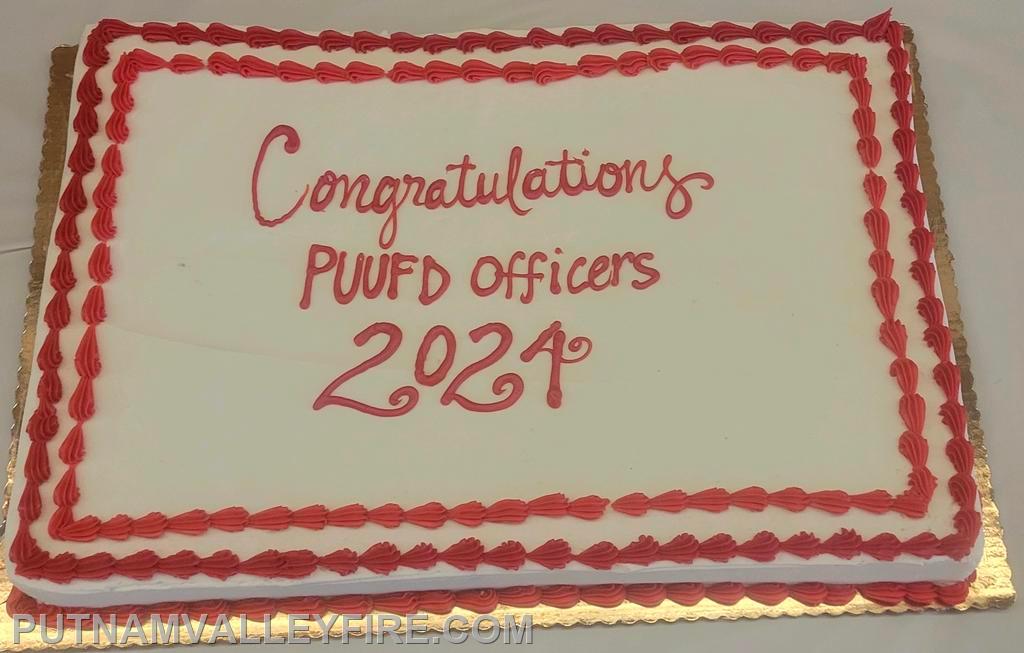 Congratulations
PUUFD Officers
2024
PUTNAMVALLEYFIRE.COM